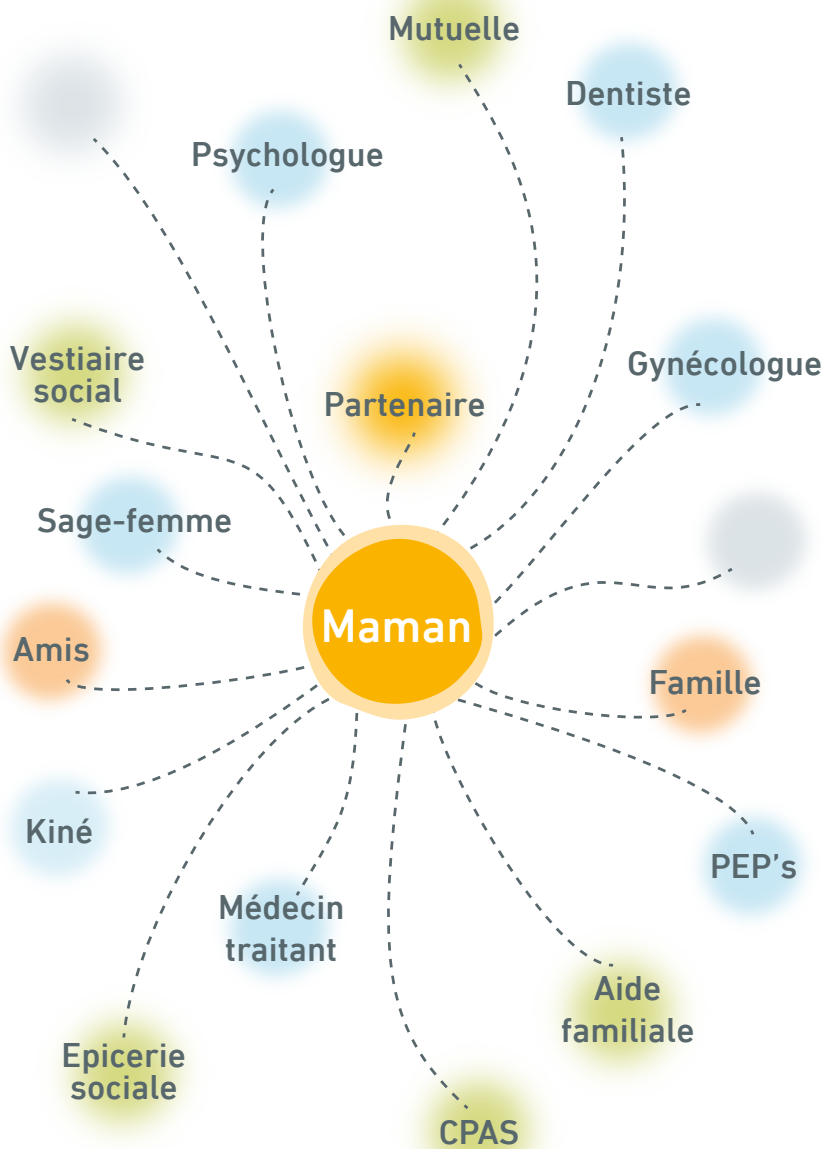 Mutuelle
Dentiste
Psychologue
Vestiaire
social
Gynécologue
Partenaire
Sage-femme
Maman
Amis
Famille
Kiné
PEP's
Médecin
traitant
Aide
familiale
Epicerie
sociale
CPAS